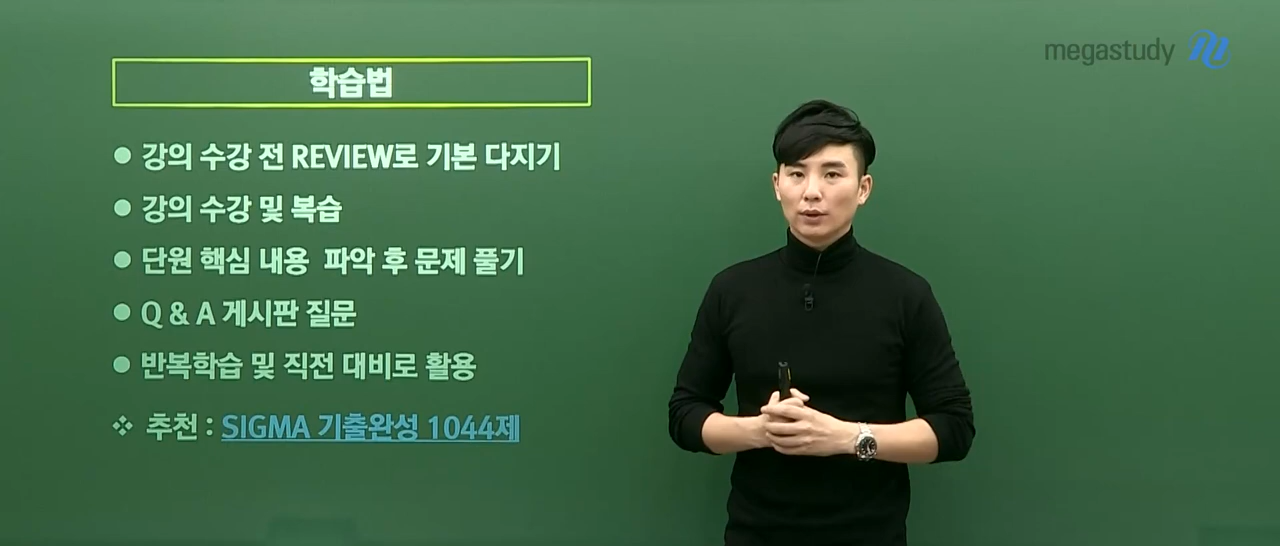 megastudy
학습법
● 강의 수강 전 REVIEW로 기본 다지기
● 강의 수강 및 복습
● 단원 핵심 내용 파악 후 문제 풀기
● Q & A 게시판 질문
● 반복학습 및 직전 대비로 활용
❖ 추천 : SIGMA 기출완성 1044제